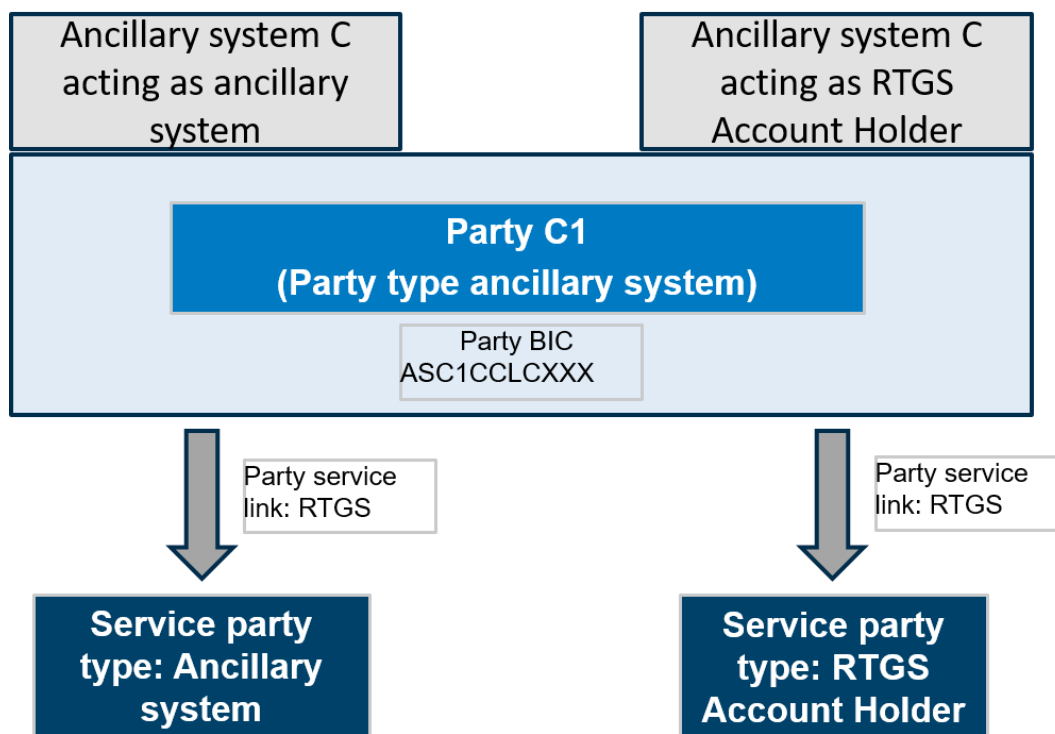 Ancillary system C
acting as ancillary
system
Ancillary system C
acting as RTGS
Account Holder
Party C1
(Party type ancillary system)
Party BIC
ASC1CCLCXXX
Party service
link: RTGS
Party service
link: RTGS
Service party
type: Ancillary
system
Service party
type: RTGS
Account Holder